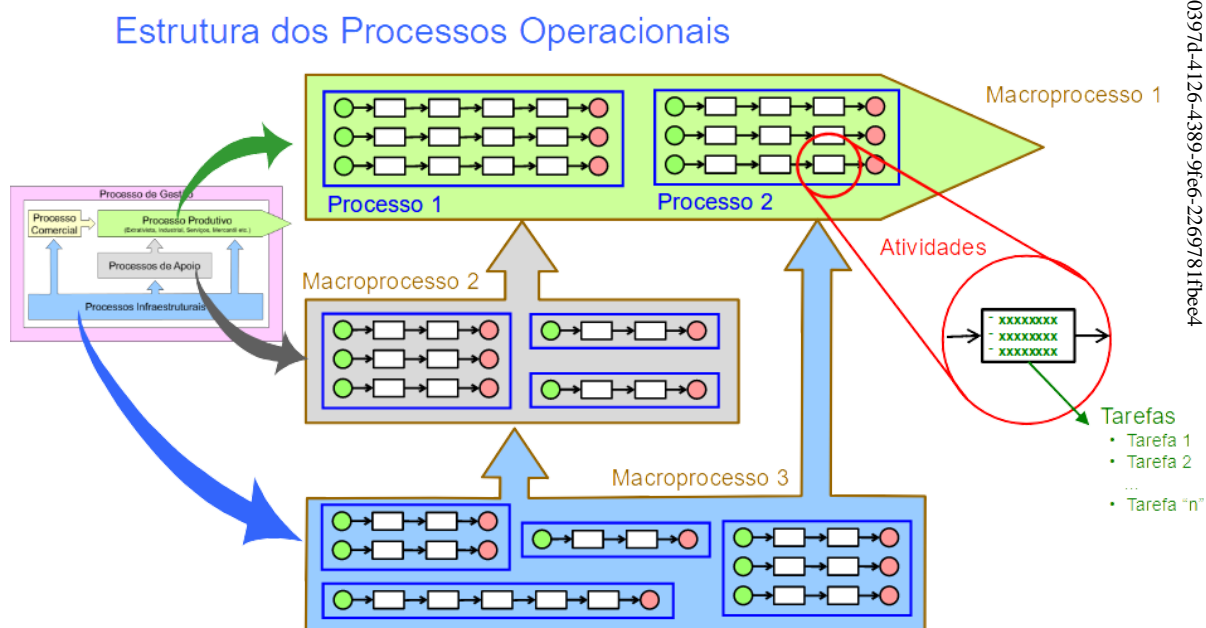 Estrutura dos Processos Operacionais
0397d-4126-4389-9fe6-2269781fbee4
Macroprocesso 1
Processo 1
Processo 2
Processo de Gestão
Processo
Comercial
Processo Produtivo
(Extrativista, Industrial, Serviços, Mercantil etc.)
Processos de Apoio
Processos Infraestruturais
Atividades
Macroprocesso 2
- xxxxxxxx
- xxxxxxxx
- xxxxxxxx
Tarefas
• Tarefa 1
• Tarefa 2
...
• Tarefa “n”
Macroprocesso 3